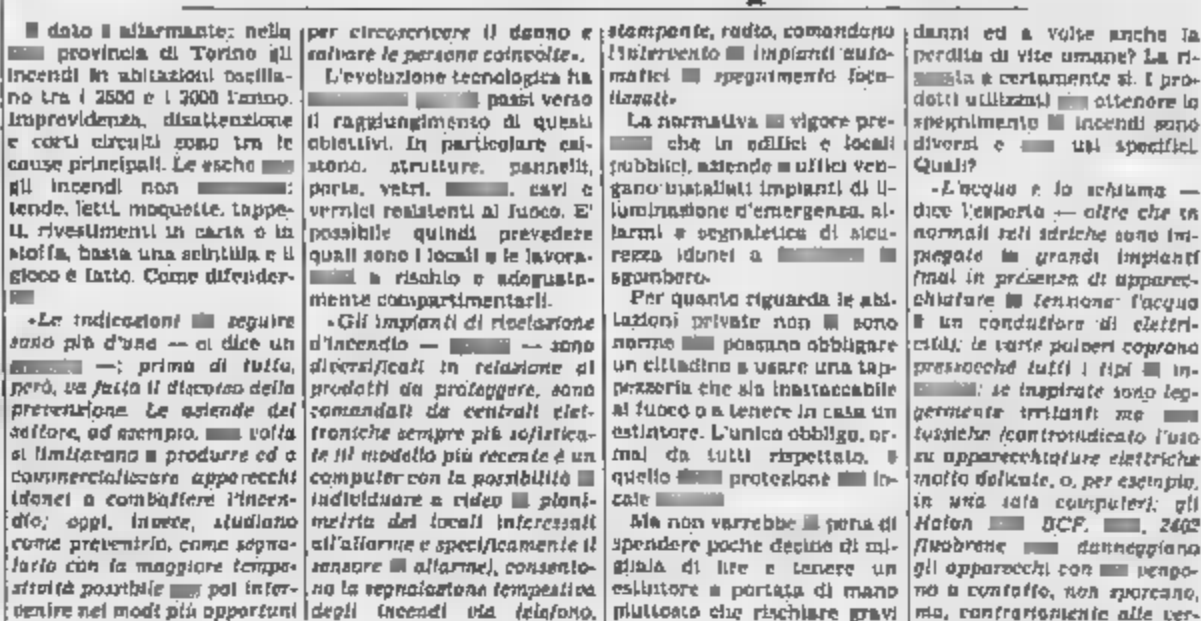 dato è allarmante: nella
provincia di Torino gli
incendi in abitazioni oscilla-
no tra i 2500 e i 3000 l'anno.
Improvvidenza, disattenzione
e corti circuiti sono tra le
cause principali. Le esche
gli incendi non
tende, letti, moquette, tappe-
ti, rivestimenti in carta o in
stoffa, basta una scintilla e il
gioco è fatto. Come difender-
«Le indicazioni seguire
sono più d'una — ci dice un
—; prima di tutto,
però, va fatto il discorso della
prevenzione. Le aziende del
settore, ad esempio, volta
si limitavano a produrre ed a
commercializzare apparecchi
idonei a combattere l'incen-
dio; oggi, invece, studiano
come prevenirlo, come segna-
larlo con la maggiore tempe-
stività possibile poi inter-
venire nei modi più opportuni
per circoscrivere il danno e
salvare le persone coinvolte».
L'evoluzione tecnologica ha
passi verso
il raggiungimento di questi
obiettivi. In particolare esi-
stono, strutture, pannelli,
porte, vetri, cavi e
vernici resistenti al fuoco. E'
possibile quindi prevedere
quali sono i locali e le lavora-
a rischio e adeguata-
mente compartimentarli.
«Gli impianti di rivelazione
d'incendio — — sono
diversificati in relazione ai
prodotti da proteggere, sono
comandati da centrali elet-
troniche sempre più sofistica-
te (il modello più recente è un
computer con la possibilità
individuare a video plani-
metria dei locali interessati
all'allarme e specificamente il
sensore allarme), consento-
no la segnalazione tempestiva
degli incendi via telefono,
stampante, radio, comandano
l'intervento impianti auto-
matici spegnimento foca-
lizzati».
La normativa vigore pre-
che in edifici e locali
pubblici, aziende e uffici ven-
gano installati impianti di il-
luminazione d'emergenza, al-
larmi e segnaletica di sicu-
rezza idonei a
sgombero.
Per quanto riguarda le abi-
tazioni private non sono
norme possano obbligare
un cittadino a usare una tap-
pezzeria che sia inattaccabile
al fuoco o a tenere in casa un
estintore. L'unico obbligo, or-
mai da tutti rispettato, è
quello protezione lo-
cale
Ma non varrebbe pena di
spendere poche decine di mi-
gliaia di lire e tenere un
estintore a portata di mano
piuttosto che rischiare gravi
danni ed a volte anche la
perdita di vite umane? La ri-
è certamente sì. I pro-
dotti utilizzati ottenere lo
spegnimento incendi sono
diversi e usi specifici.
Quali?
«L'acqua e lo schiuma —
dice l'esperto — oltre che in
normali reti idriche sono im-
piegate in grandi impianti
(mai in presenza di apparec-
chiature tensione: l'acqua
è un conduttore di elettri-
cità); le varie polveri coprono
pressoché tutti i tipi in-
se inspirate sono leg-
germente irritanti ma
tossiche (controindicato l'uso
su apparecchiature elettriche
molto delicate, o, per esempio,
in una sala computer); gli
Halon BCF, 2402
fluobrene danneggiano
gli apparecchi con vengo-
no a contatto, non sporcano,
ma, contrariamente alle ver-